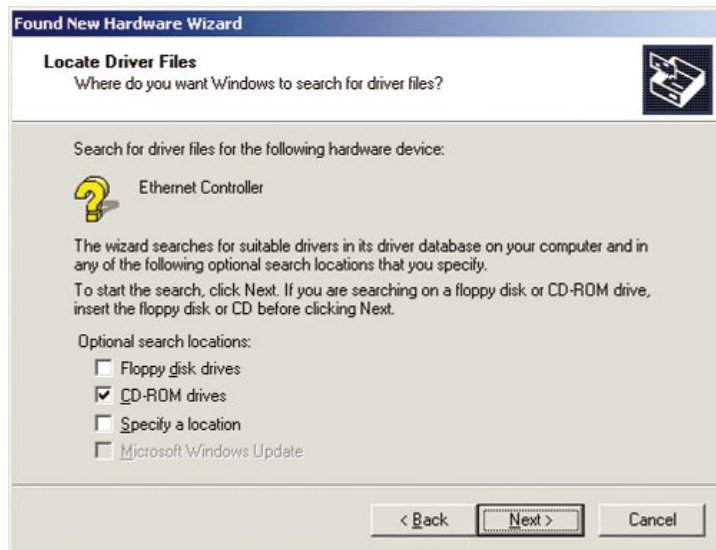 Found New Hardware Wizard
Locate Driver Files
Where do you want Windows to search for driver files?
Search for driver files for the following hardware device:
Ethernet Controller
The wizard searches for suitable drivers in its driver database on your computer and in
any of the following optional search locations that you specify.
To start the search, click Next. If you are searching on a floppy disk or CD-ROM drive,
insert the floppy disk or CD before clicking Next.
Optional search locations:
Floppy disk drives
CD-ROM drives
Specify a location
Microsoft Windows Update
< Back
Next >
Cancel